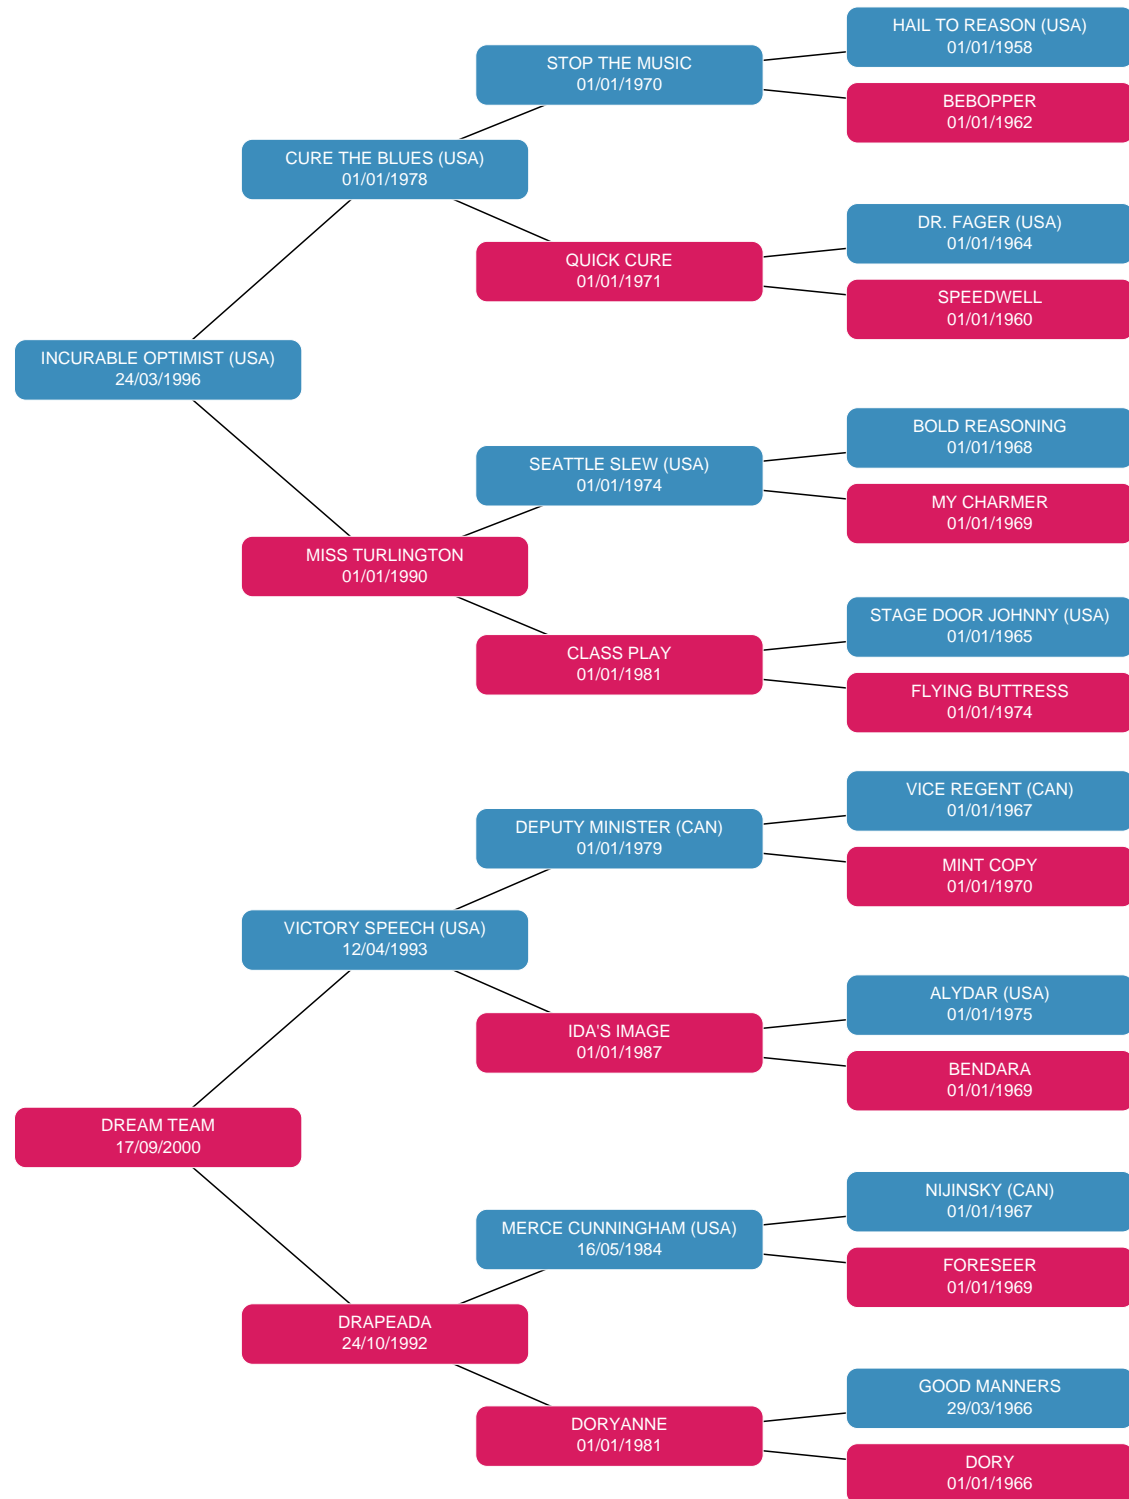 HAIL TO REASON (USA)
01/01/1958
STOP THE MUSIC
01/01/1970
BEBOPPER
01/01/1962
CURE THE BLUES (USA)
01/01/1978
DR. FAGER (USA)
01/01/1964
QUICK CURE
01/01/1971
SPEEDWELL
01/01/1960
INCURABLE OPTIMIST (USA)
24/03/1996
BOLD REASONING
01/01/1968
SEATTLE SLEW (USA)
01/01/1974
MY CHARMER
01/01/1969
MISS TURLINGTON
01/01/1990
STAGE DOOR JOHNNY (USA)
01/01/1965
CLASS PLAY
01/01/1981
FLYING BUTTRESS
01/01/1974
VICE REGENT (CAN)
01/01/1967
DEPUTY MINISTER (CAN)
01/01/1979
MINT COPY
01/01/1970
VICTORY SPEECH (USA)
12/04/1993
ALYDAR (USA)
01/01/1975
IDA'S IMAGE
01/01/1987
BENDARA
01/01/1969
DREAM TEAM
17/09/2000
NIJINSKY (CAN)
01/01/1967
MERCE CUNNINGHAM (USA)
16/05/1984
FORESEER
01/01/1969
DRAPEADA
24/10/1992
GOOD MANNERS
29/03/1966
DORYANNE
01/01/1981
DORY
01/01/1966